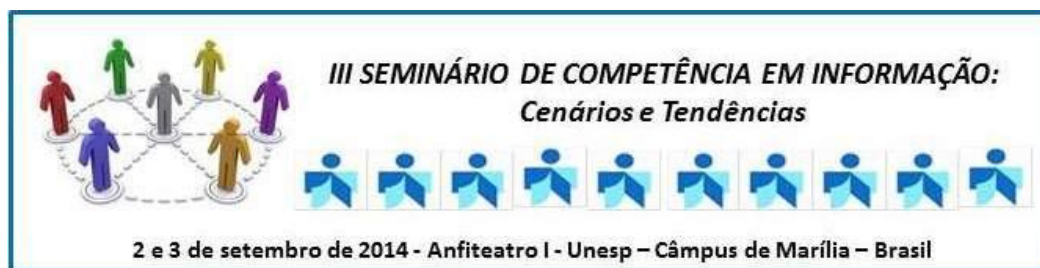 III SEMINÁRIO DE COMPETÊNCIA EM INFORMAÇÃO:
Cenários e Tendências
2 e 3 de setembro de 2014 - Anfiteatro I - Unesp – Câmpus de Marília – Brasil